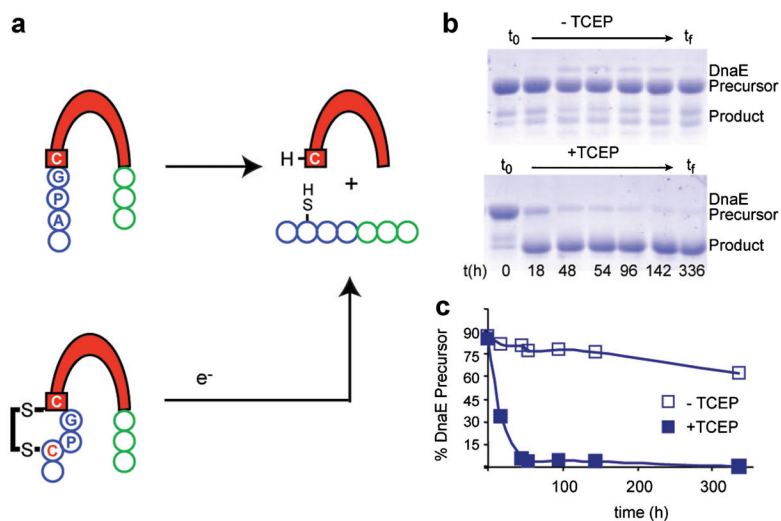 a
C
G
P
A
H
C
+
H
S
S
S
C
G
P
C
e-
b
- TCEP
t0 tf
DnaE
Precursor
Product
+TCEP
t0 tf
DnaE
Precursor
Product
t(h) 0 18 48 54 96 142 336
c
% DnaE Precursor
90
75
60
45
30
15
- TCEP
+TCEP
100 200 300
time (h)